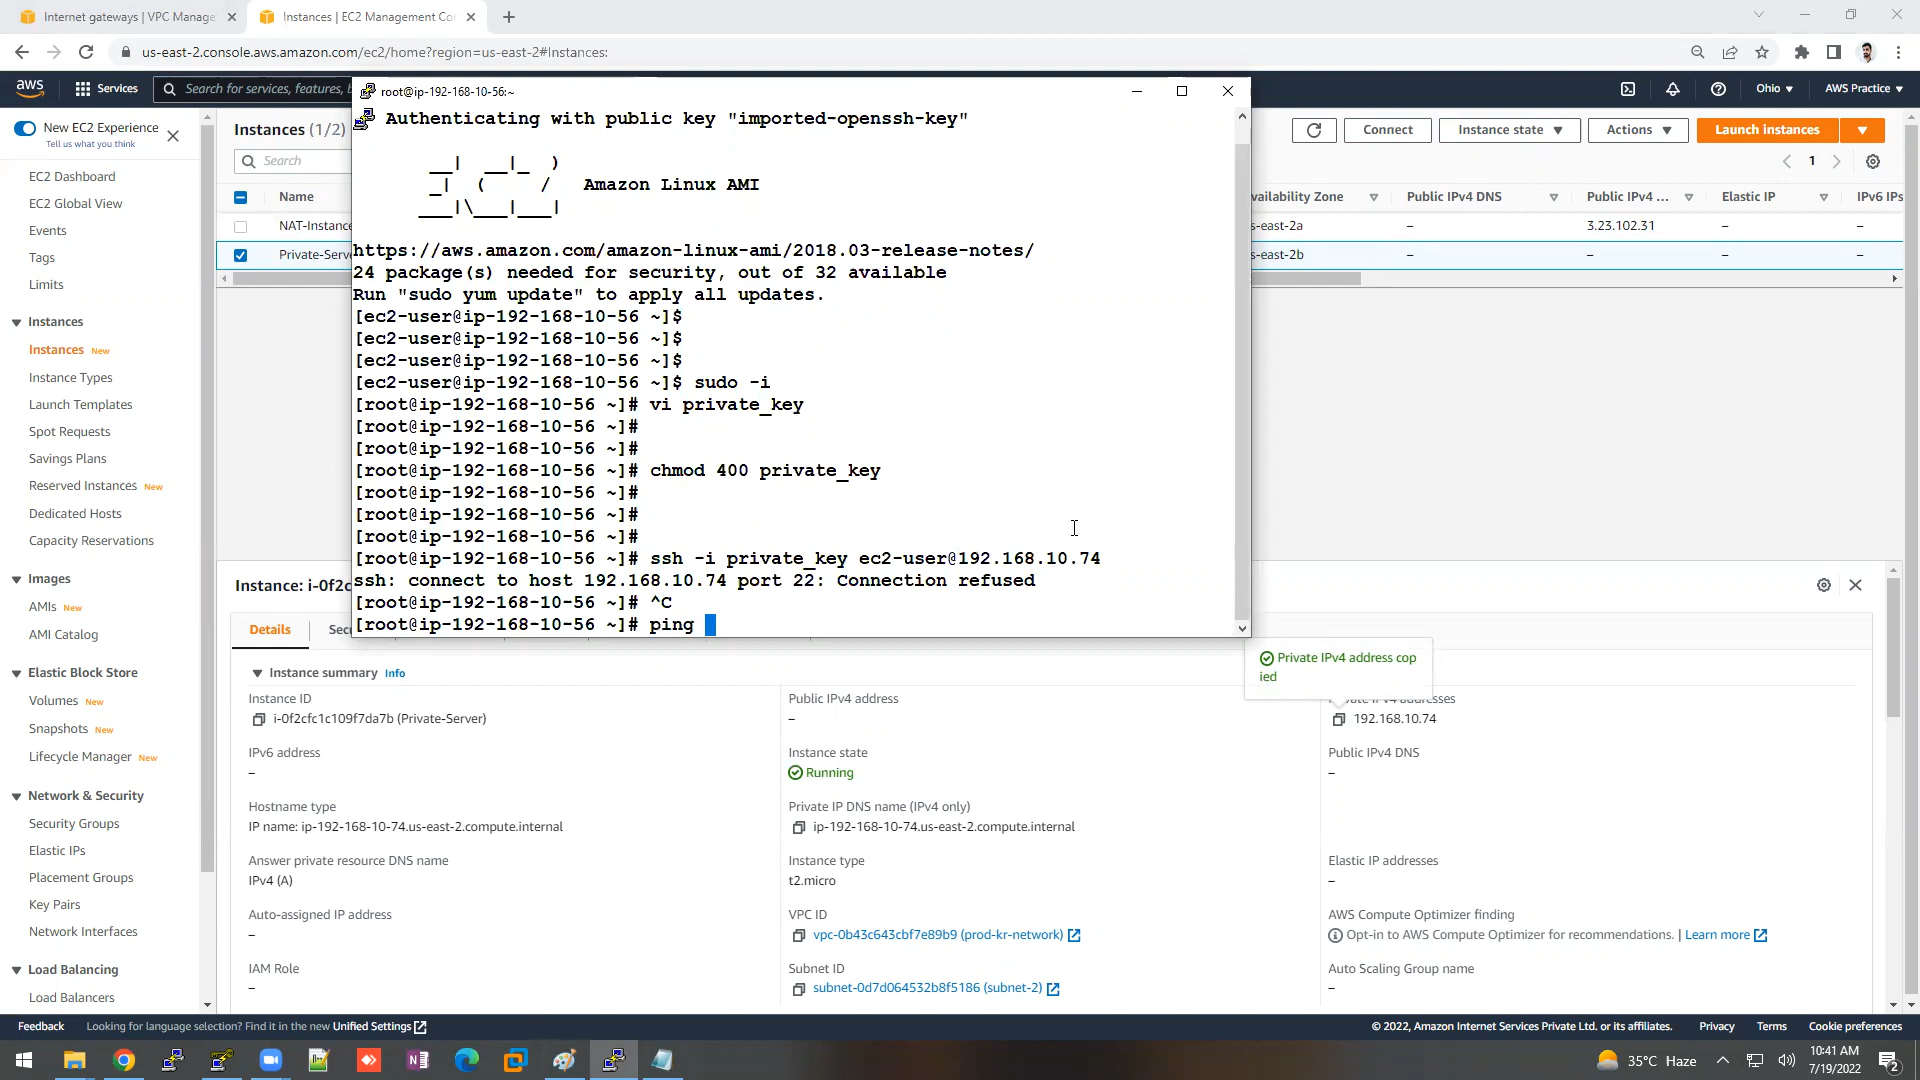 Internet gateways | VPC Manage
Instances | EC2 Management Co
us-east-2.console.aws.amazon.com/ec2/home?region=us-east-2#Instances:
aws
Services
Search for services, features, b
Ohio
AWS Practice
root@ip-192-168-10-56:~
Authenticating with public key "imported-openssh-key"
__|  __|_  )
_|  (     /   Amazon Linux AMI
___|\___|___|
https://aws.amazon.com/amazon-linux-ami/2018.03-release-notes/
24 package(s) needed for security, out of 32 available
Run "sudo yum update" to apply all updates.
[ec2-user@ip-192-168-10-56 ~]$
[ec2-user@ip-192-168-10-56 ~]$
[ec2-user@ip-192-168-10-56 ~]$
[ec2-user@ip-192-168-10-56 ~]$ sudo -i
[root@ip-192-168-10-56 ~]# vi private_key
[root@ip-192-168-10-56 ~]#
[root@ip-192-168-10-56 ~]#
[root@ip-192-168-10-56 ~]# chmod 400 private_key
[root@ip-192-168-10-56 ~]#
[root@ip-192-168-10-56 ~]#
[root@ip-192-168-10-56 ~]#
[root@ip-192-168-10-56 ~]# ssh -i private_key ec2-user@192.168.10.74
ssh: connect to host 192.168.10.74 port 22: Connection refused
[root@ip-192-168-10-56 ~]# ^C
[root@ip-192-168-10-56 ~]# ping
New EC2 Experience
Tell us what you think
EC2 Dashboard
EC2 Global View
Events
Tags
Limits
Instances
Instances New
Instance Types
Launch Templates
Spot Requests
Savings Plans
Reserved Instances New
Dedicated Hosts
Capacity Reservations
Images
AMIs New
AMI Catalog
Elastic Block Store
Volumes New
Snapshots New
Lifecycle Manager New
Network & Security
Security Groups
Elastic IPs
Placement Groups
Key Pairs
Network Interfaces
Load Balancing
Load Balancers
Instances (1/2)
Connect
Instance state
Actions
Launch instances
Search
1
Name
vailability Zone
Public IPv4 DNS
Public IPv4 ...
Elastic IP
IPv6 IPs
NAT-Instanc
s-east-2a
–
3.23.102.31
–
–
Private-Serve
s-east-2b
–
–
–
–
Instance: i-0f2c
Details
Secu
Private IPv4 address cop
ied
Instance summary Info
Instance ID
i-0f2cfc1c109f7da7b (Private-Server)
Public IPv4 address
–
Private IPv4 addresses
192.168.10.74
IPv6 address
–
Instance state
Running
Public IPv4 DNS
–
Hostname type
IP name: ip-192-168-10-74.us-east-2.compute.internal
Private IP DNS name (IPv4 only)
ip-192-168-10-74.us-east-2.compute.internal
Answer private resource DNS name
IPv4 (A)
Instance type
t2.micro
Elastic IP addresses
–
Auto-assigned IP address
–
VPC ID
vpc-0b43c643cbf7e89b9 (prod-kr-network)
AWS Compute Optimizer finding
Opt-in to AWS Compute Optimizer for recommendations. | Learn more
IAM Role
–
Subnet ID
subnet-0d7d064532b8f5186 (subnet-2)
Auto Scaling Group name
–
Feedback
Looking for language selection? Find it in the new Unified Settings
© 2022, Amazon Internet Services Private Ltd. or its affiliates.
Privacy
Terms
Cookie preferences
35°C Haze
10:41 AM
7/19/2022
2